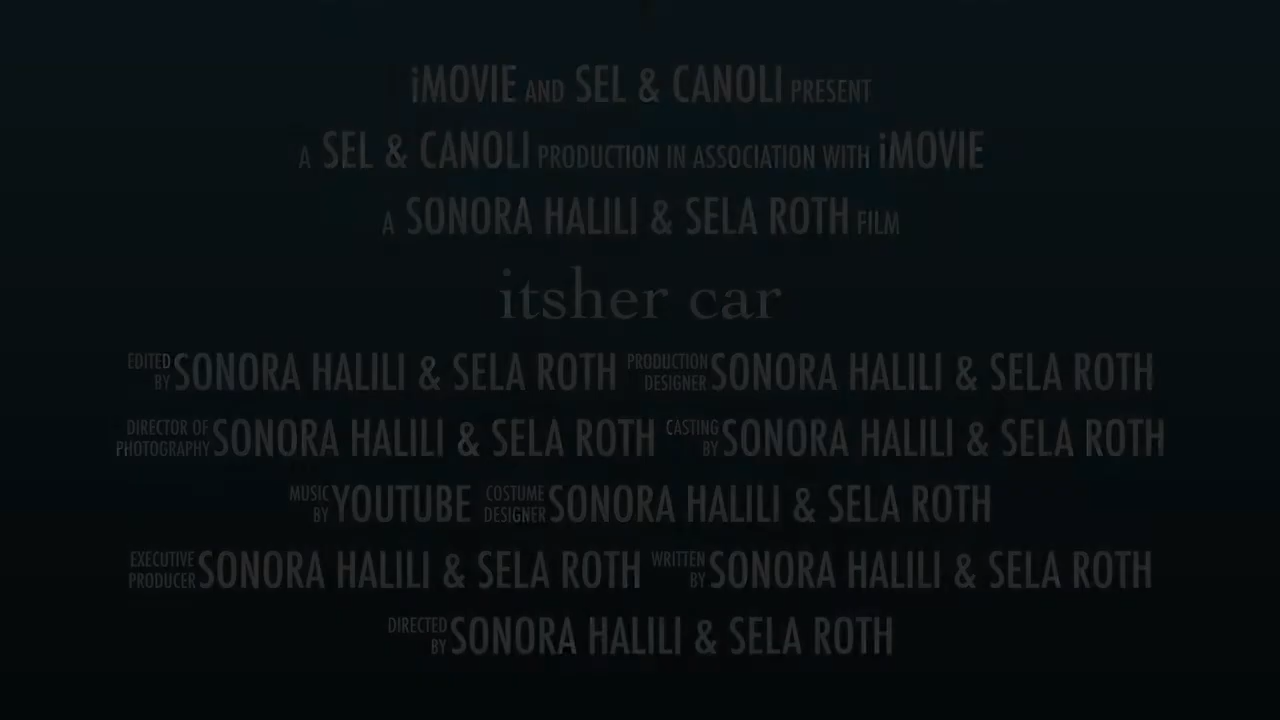 iMOVIE AND SEL & CANOLI PRESENT
A SEL & CANOLI PRODUCTION IN ASSOCIATION WITH iMOVIE
A SONORA HALILI & SELA ROTH FILM
itsher car
EDITED BY SONORA HALILI & SELA ROTH PRODUCTION DESIGNER SONORA HALILI & SELA ROTH
DIRECTOR OF PHOTOGRAPHY SONORA HALILI & SELA ROTH CASTING BY SONORA HALILI & SELA ROTH
MUSIC BY YOUTUBE COSTUME DESIGNER SONORA HALILI & SELA ROTH
EXECUTIVE PRODUCER SONORA HALILI & SELA ROTH WRITTEN BY SONORA HALILI & SELA ROTH
DIRECTED BY SONORA HALILI & SELA ROTH